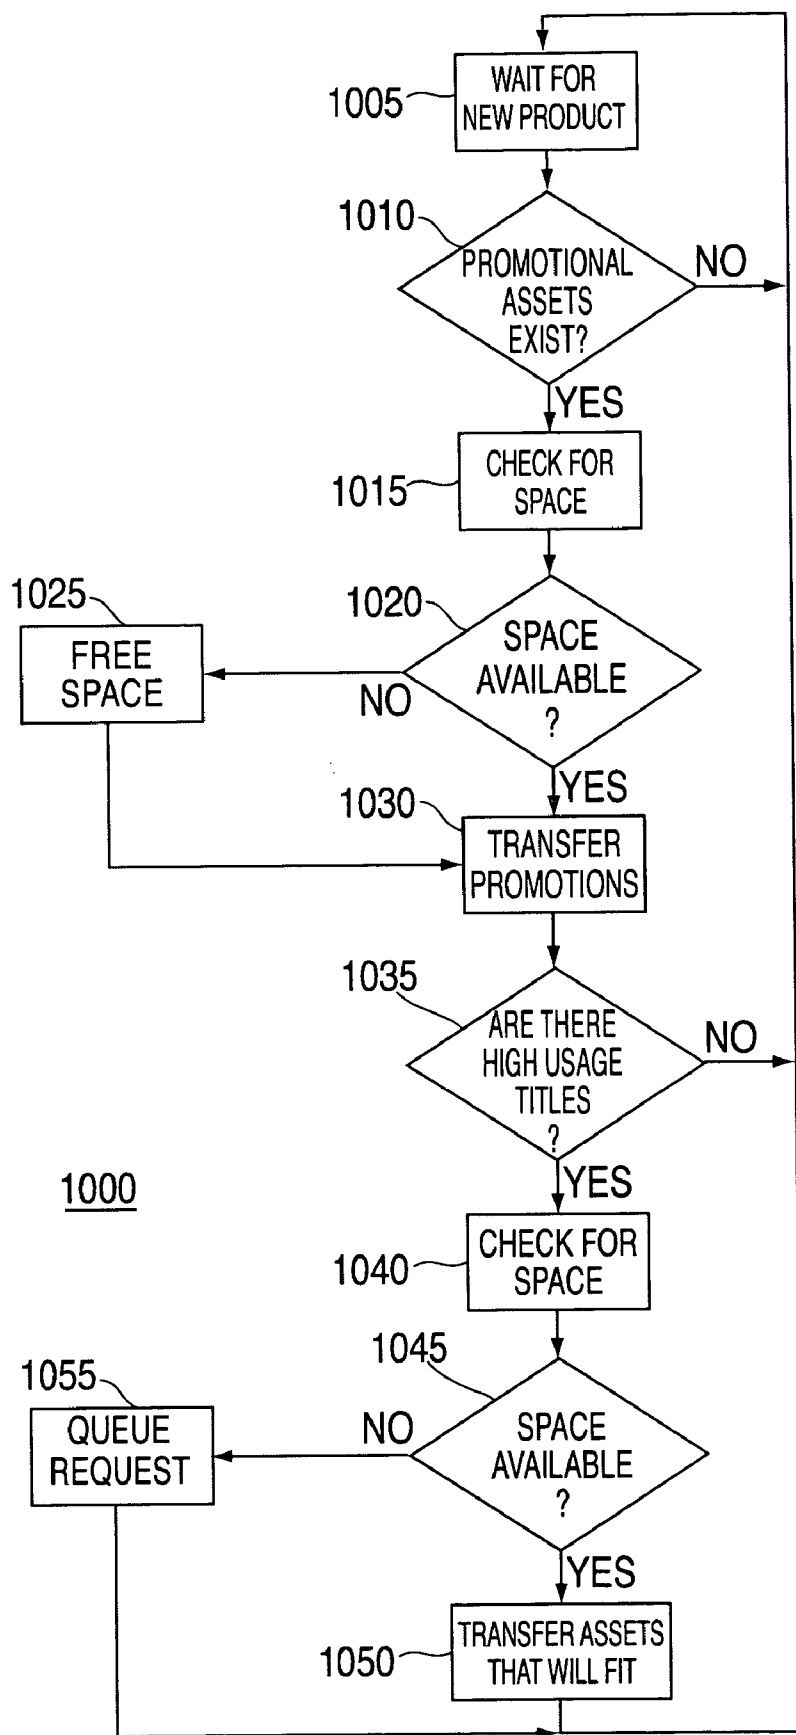 1005
WAIT FOR
NEW PRODUCT
1010
PROMOTIONAL
ASSETS
EXIST?
NO
YES
1015
CHECK FOR
SPACE
1025
FREE
SPACE
1020
SPACE
AVAILABLE
?
NO
YES
1030
TRANSFER
PROMOTIONS
1035
ARE THERE
HIGH USAGE
TITLES
?
NO
YES
1000
1040
CHECK FOR
SPACE
1045
SPACE
AVAILABLE
?
NO
1055
QUEUE
REQUEST
YES
1050
TRANSFER ASSETS
THAT WILL FIT